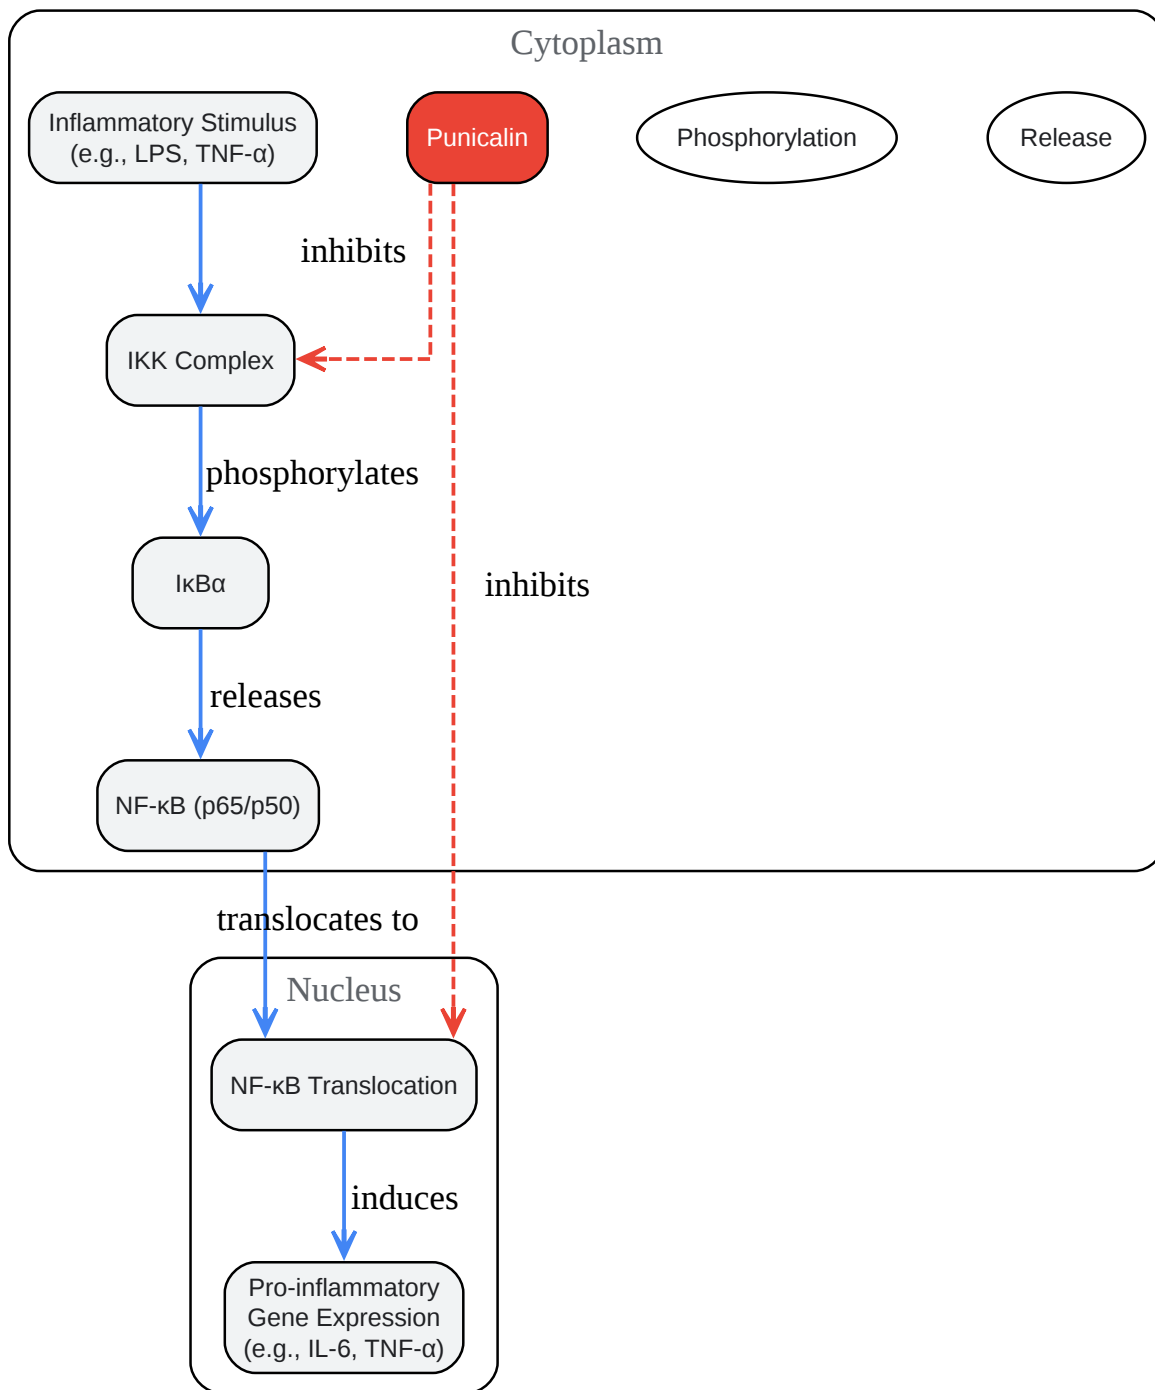 Cytoplasm
Inflammatory Stimulus
(e.g., LPS, TNF-α)
Punicalin
Phosphorylation
Release
inhibits
IKK Complex
phosphorylates
IκBα
inhibits
releases
NF-κB (p65/p50)
translocates to
Nucleus
NF-κB Translocation
induces
Pro-inflammatory
Gene Expression
(e.g., IL-6, TNF-α)